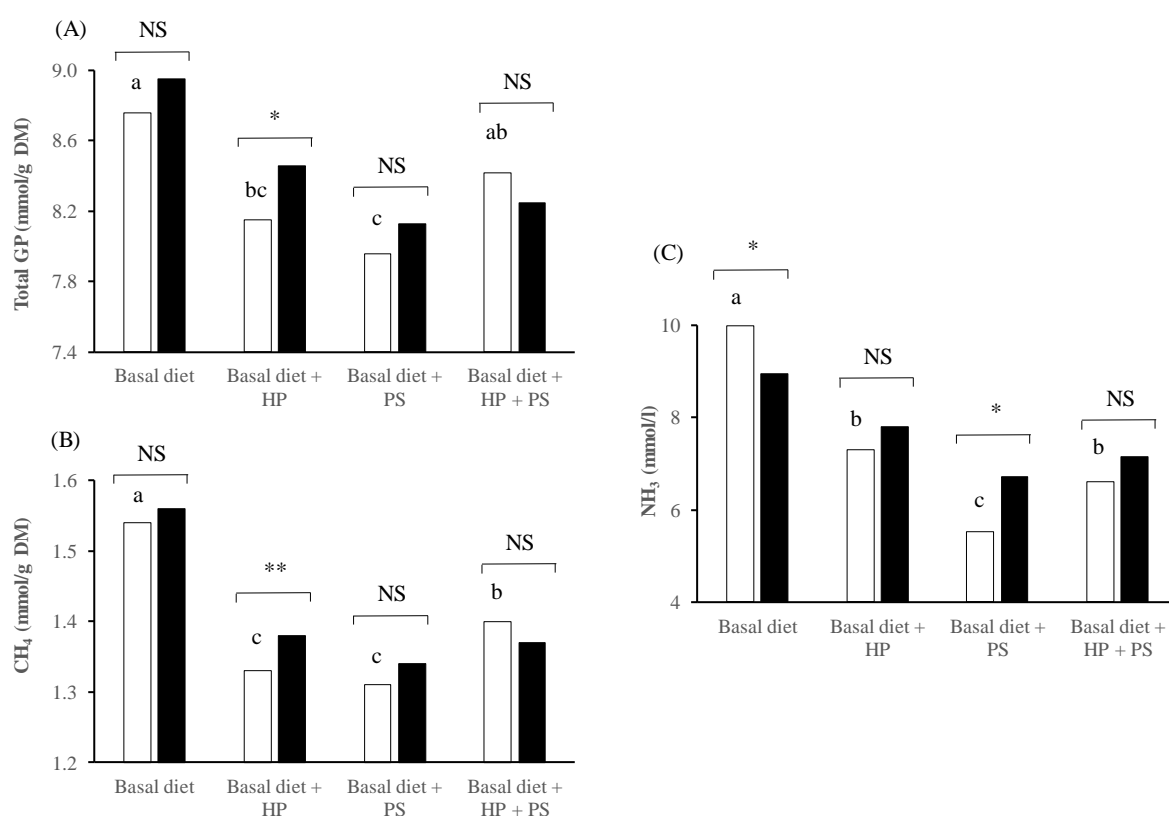 (A)
NS
NS
*
NS
a
ab
bc
c
Total GP (mmol/g DM)
9.0
8.6
8.2
7.8
7.4
Basal diet
Basal diet +
HP
Basal diet +
PS
Basal diet +
HP + PS
(B)
NS
NS
**
NS
a
b
c
c
CH₄ (mmol/g DM)
1.6
1.5
1.4
1.3
1.2
Basal diet
Basal diet +
HP
Basal diet +
PS
Basal diet +
HP + PS
(C)
*
NS
*
NS
a
b
c
b
NH₃ (mmol/l)
10
8
6
4
Basal diet
Basal diet +
HP
Basal diet +
PS
Basal diet +
HP + PS